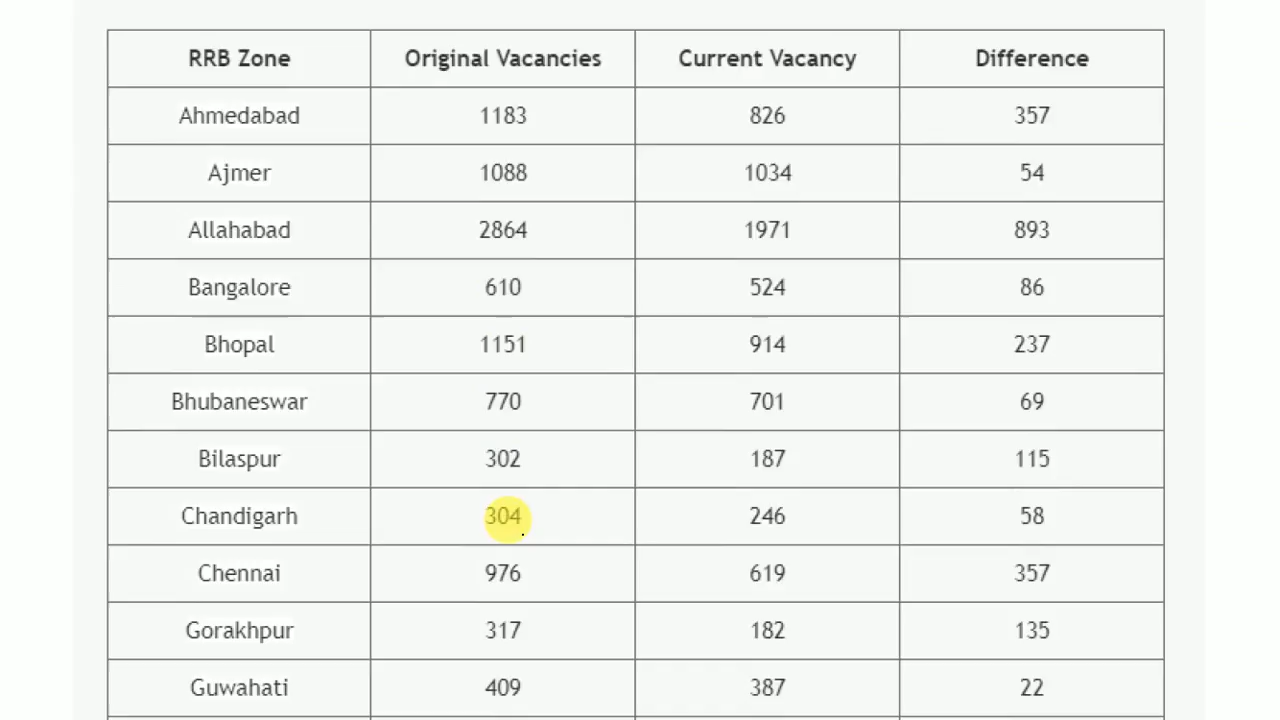 RRB Zone Original Vacancies Current Vacancy Difference
Ahmedabad 1183 826 357
Ajmer 1088 1034 54
Allahabad 2864 1971 893
Bangalore 610 524 86
Bhopal 1151 914 237
Bhubaneswar 770 701 69
Bilaspur 302 187 115
Chandigarh 304 246 58
Chennai 976 619 357
Gorakhpur 317 182 135
Guwahati 409 387 22